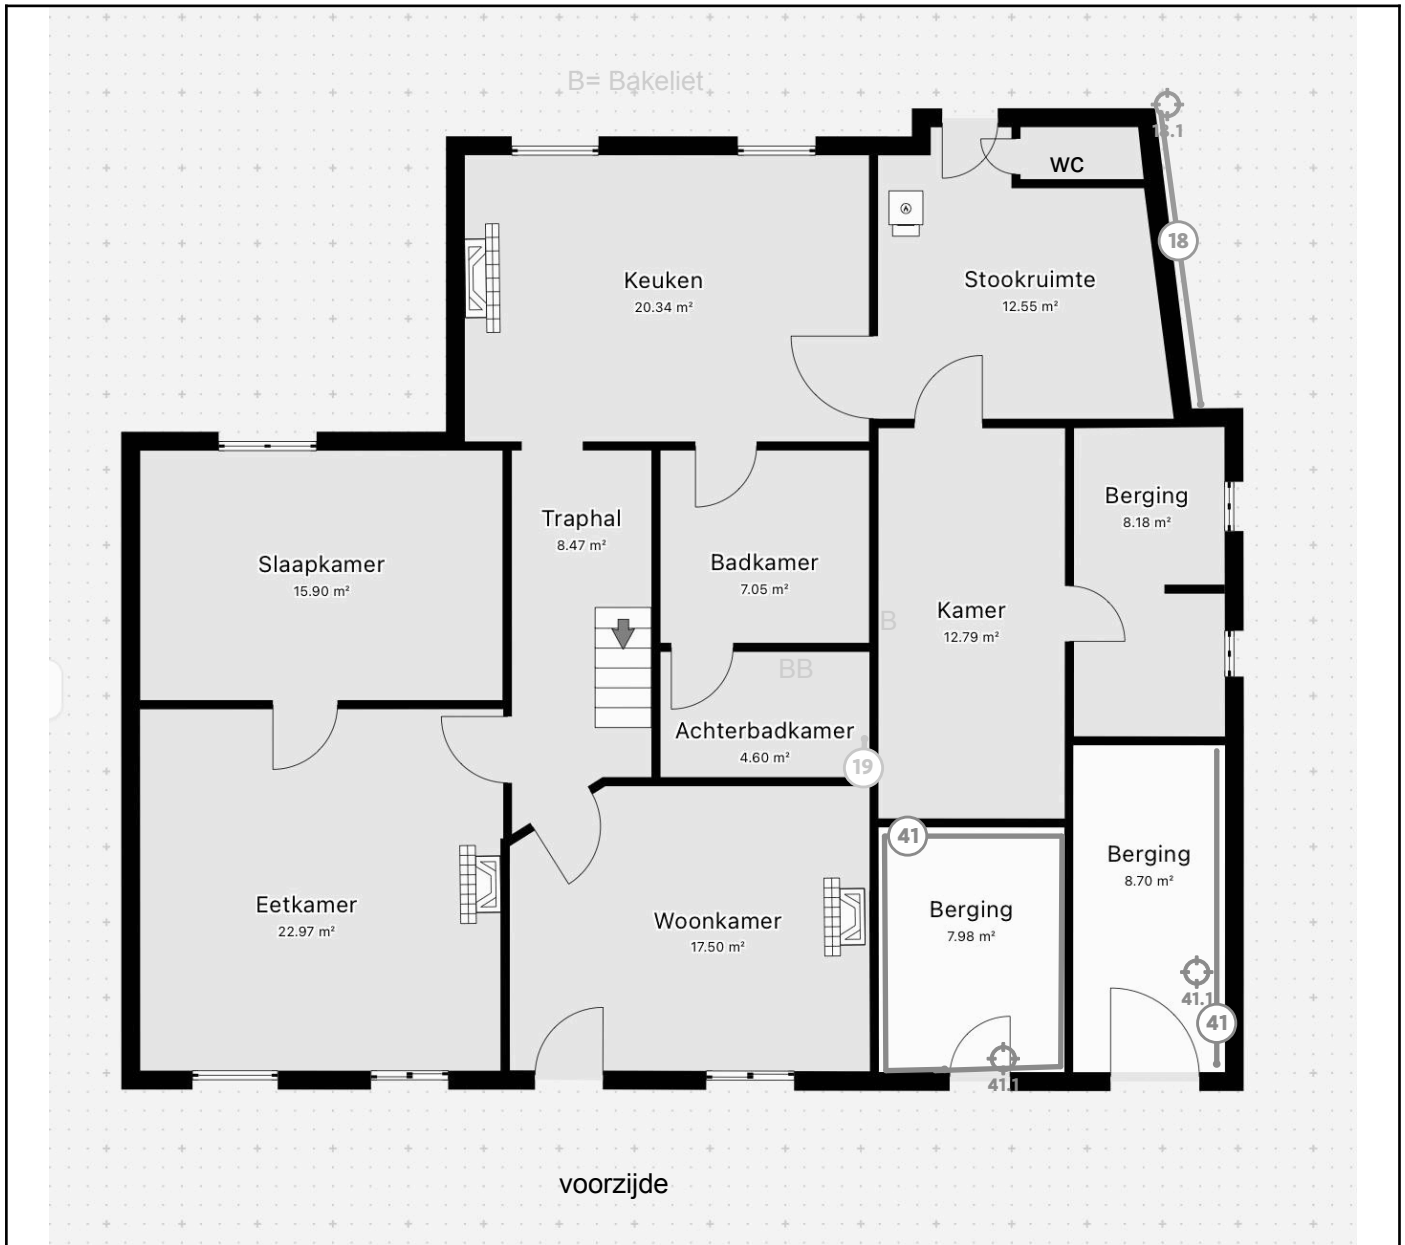 B= Bakeliet
18.1
WC
18
Keuken
20.34 m²
Stookruimte
12.55 m²
Berging
8.18 m²
Traphal
8.47 m²
Slaapkamer
15.90 m²
Badkamer
7.05 m²
Kamer
12.79 m²
B
BB
Achterbadkamer
4.60 m²
19
41
Berging
8.70 m²
Eetkamer
22.97 m²
Woonkamer
17.50 m²
Berging
7.98 m²
41.1
41
41.1
voorzijde